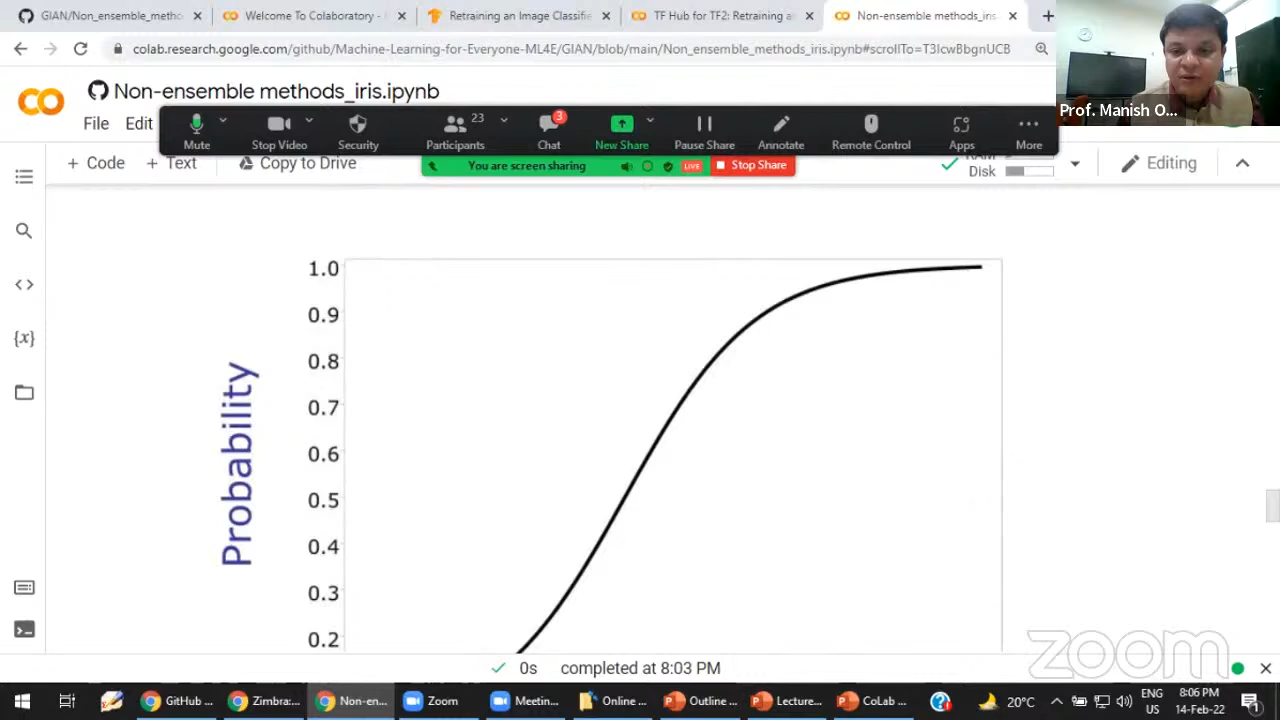 GIAN/Non_ensemble_metho
Welcome To Colaboratory -
Retraining an Image Classifie
TF Hub for TF2: Retraining a
Non-ensemble methods_iris
colab.research.google.com/github/Machine-Learning-for-Everyone-ML4E/GIAN/blob/main/Non_ensemble_methods_iris.ipynb#scrollTo=T3IcwBbgnUCB
Prof. Manish O...
CO
Non-ensemble methods_iris.ipynb
File Edit
23
3
Mute
Stop Video
Security
Participants
Chat
New Share
Pause Share
Annotate
Remote Control
Apps
More
+ Code
+ Text
Copy to Drive
You are screen sharing
LIVE
Stop Share
RAM
Disk
Editing
{x}
Probability
1.0
0.9
0.8
0.7
0.6
0.5
0.4
0.3
0.2
zoom
0s completed at 8:03 PM
GitHub ...
Zimbra:...
Non-en...
Zoom
Meetin...
Online ...
Outline ...
Lecture...
CoLab ...
20°C
ENG
US
8:06 PM
14-Feb-22
1